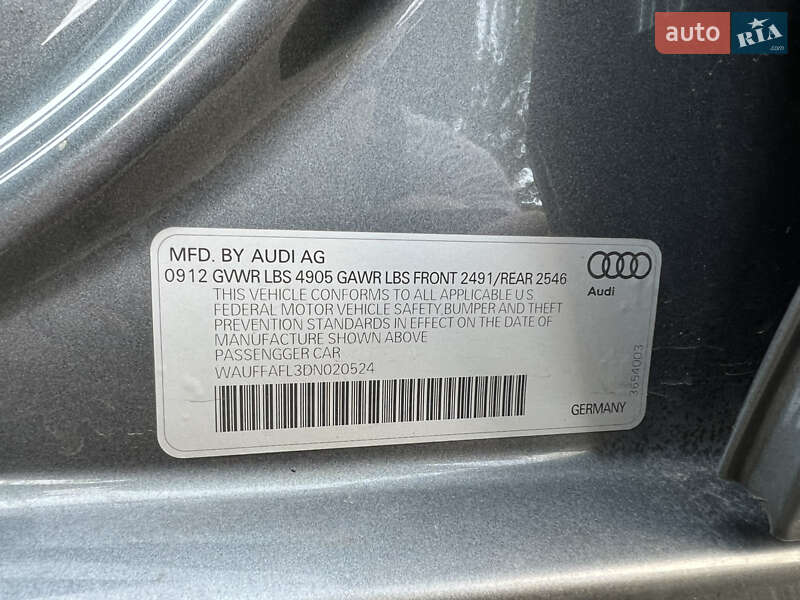 auto RIA.com
MFD. BY AUDI AG
0912 GVWR LBS 4905 GAWR LBS FRONT 2491/REAR 2546
THIS VEHICLE CONFORMS TO ALL APPLICABLE U S
FEDERAL MOTOR VEHICLE SAFETY,BUMPER AND THEFT
PREVENTION STANDARDS IN EFFECT ON THE DATE OF
MANUFACTURE SHOWN ABOVE
PASSENGGER CAR
WAUFFAFL3DN020524
Audi
3654003
GERMANY